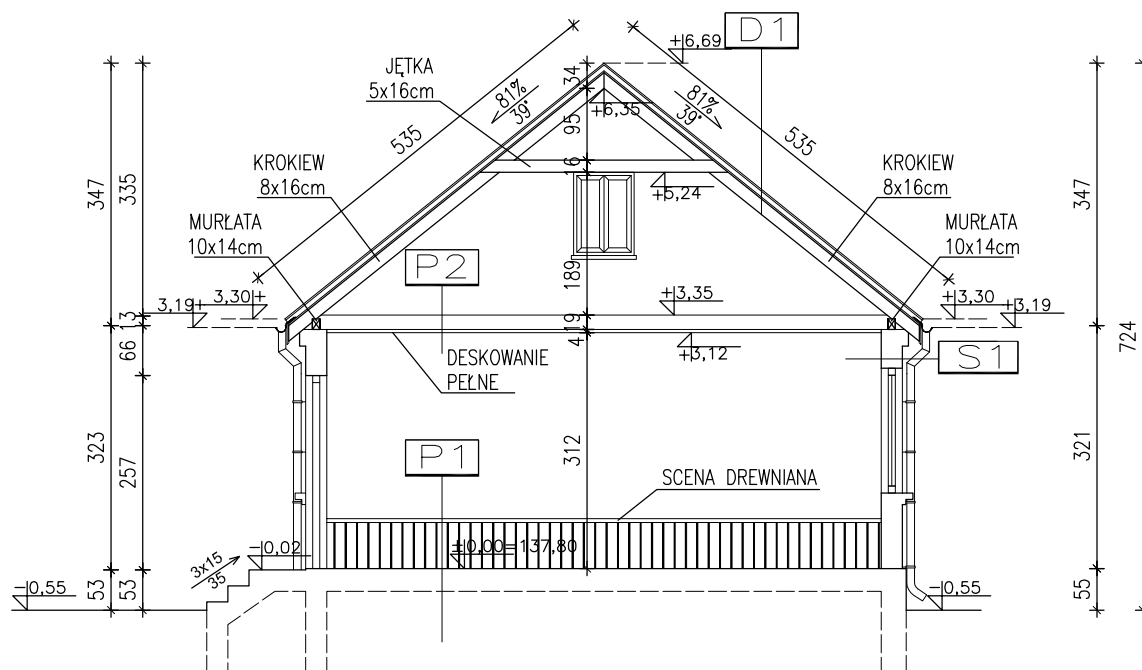 +6,69
D1
JĘTKA
5x16cm
34
81%
39°
81%
39°
+6,35
95
535
535
KROKIEW
8x16cm
KROKIEW
8x16cm
16
+5,24
347
335
347
MURŁATA
10x14cm
MURŁATA
10x14cm
P2
189
3,19+
3,30+
+3,35
+3,30
+3,19
13
19
4
66
+3,12
724
DESKOWANIE
PEŁNE
S1
323
257
312
321
P1
SCENA DREWNIANA
-0,02
±0,00=137,80
3x15
35
-0,55
53
53
-0,55
55